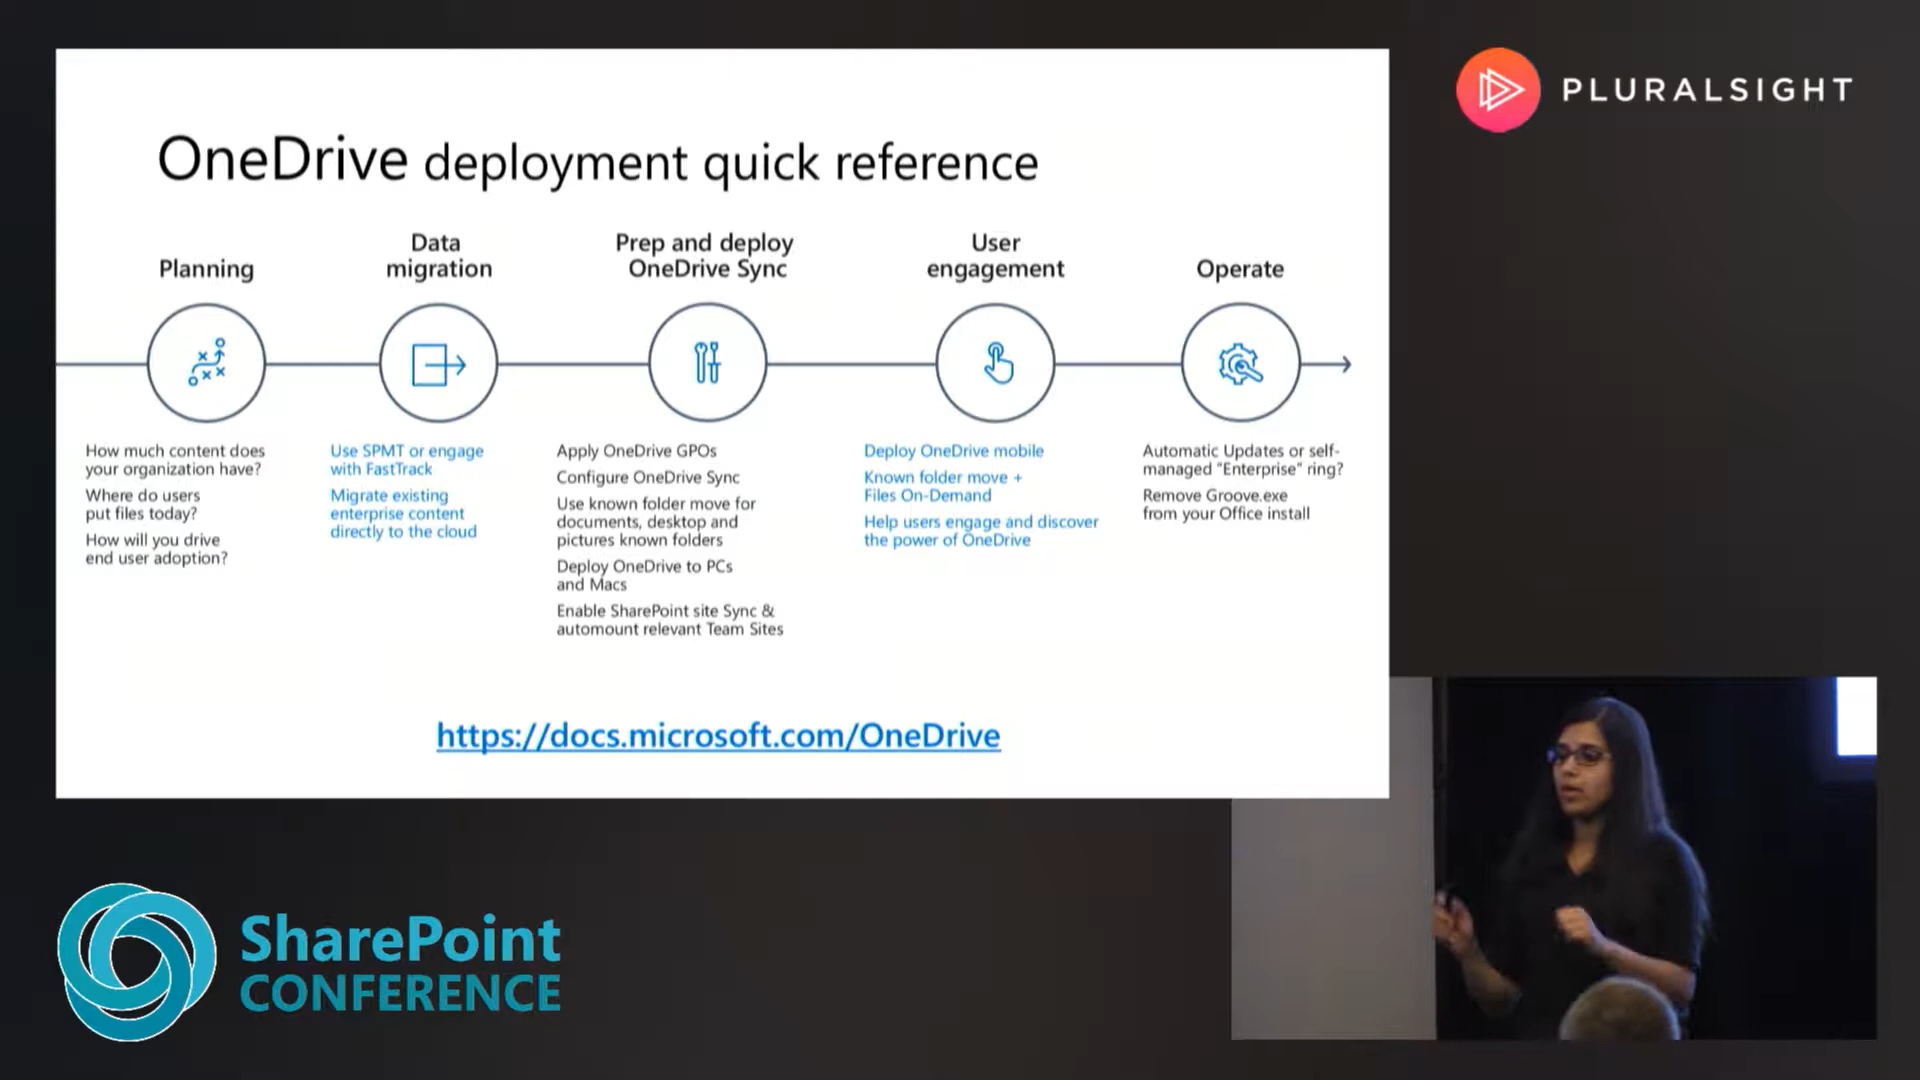 PLURALSIGHT
OneDrive deployment quick reference
Planning
How much content does
your organization have?
Where do users
put files today?
How will you drive
end user adoption?
Data
migration
Use SPMT or engage
with FastTrack
Migrate existing
enterprise content
directly to the cloud
Prep and deploy
OneDrive Sync
Apply OneDrive GPOs
Configure OneDrive Sync
Use known folder move for
documents, desktop and
pictures known folders
Deploy OneDrive to PCs
and Macs
Enable SharePoint site Sync &
automount relevant Team Sites
User
engagement
Deploy OneDrive mobile
Known folder move +
Files On-Demand
Help users engage and discover
the power of OneDrive
Operate
Automatic Updates or self-
managed “Enterprise” ring?
Remove Groove.exe
from your Office install
https://docs.microsoft.com/OneDrive
SharePoint
CONFERENCE